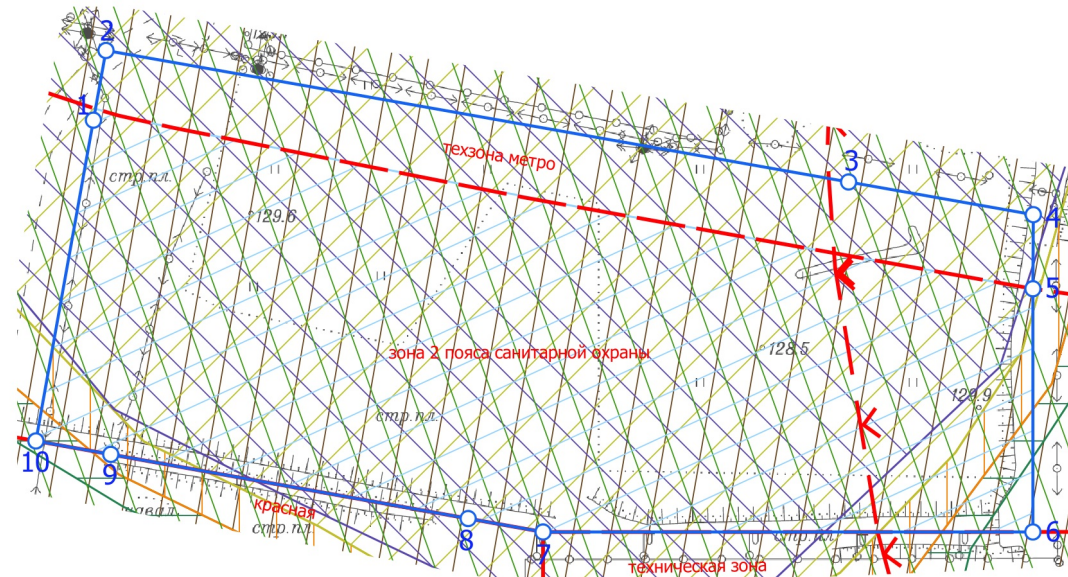 2
1
стр.пл.
техзона метро
3
129.6
4
К
5
зона 2 пояса санитарной охраны
128.5
129.9
стр.пл.
К
10
9
красная
стр.пл.
8
7
стр.пл.
6
К
техническая зона